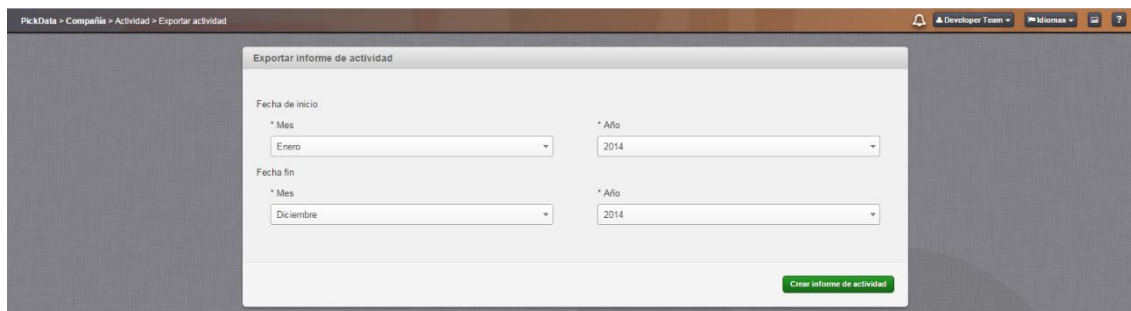 PickData > Compañía > Actividad > Exportar actividad
Developer Team
Idiomas
?
Exportar informe de actividad
Fecha de inicio
* Mes
* Año
Enero
2014
Fecha fin
* Mes
* Año
Diciembre
2014
Crear informe de actividad